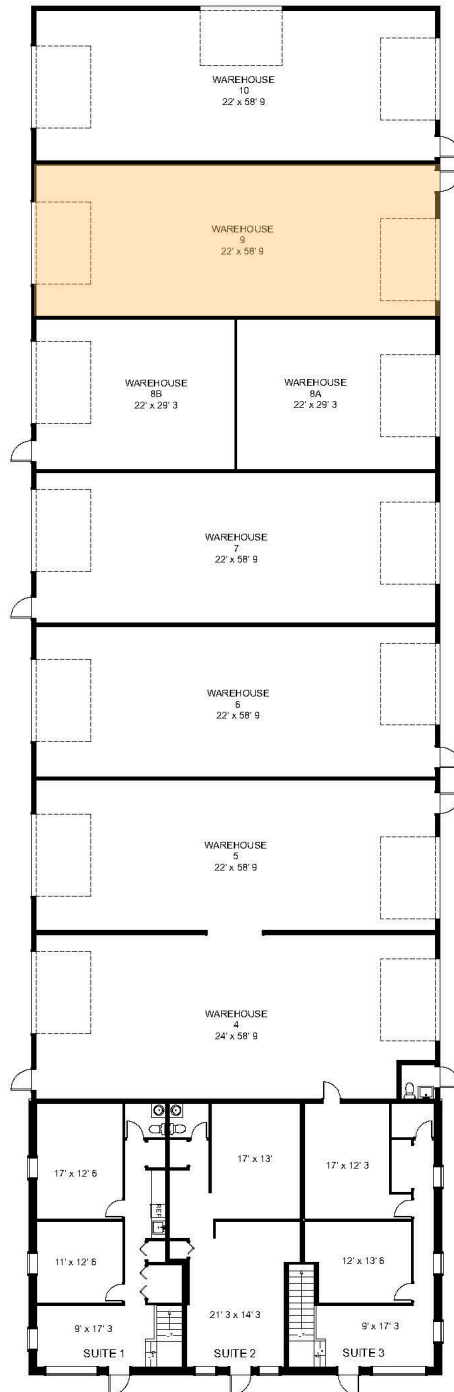 WAREHOUSE
10
22' x 58' 9
WAREHOUSE
9
22' x 58' 9
WAREHOUSE
8B
22' x 29' 3
WAREHOUSE
8A
22' x 29' 3
WAREHOUSE
7
22' x 58' 9
WAREHOUSE
6
22' x 58' 9
WAREHOUSE
5
22' x 58' 9
WAREHOUSE
4
24' x 58' 9
17' x 12' 6
17' x 13'
17' x 12' 3
REF
11' x 12' 6
12' x 13' 6
21' 3 x 14' 3
9' x 17' 3
9' x 17' 3
SUITE 1
SUITE 2
SUITE 3